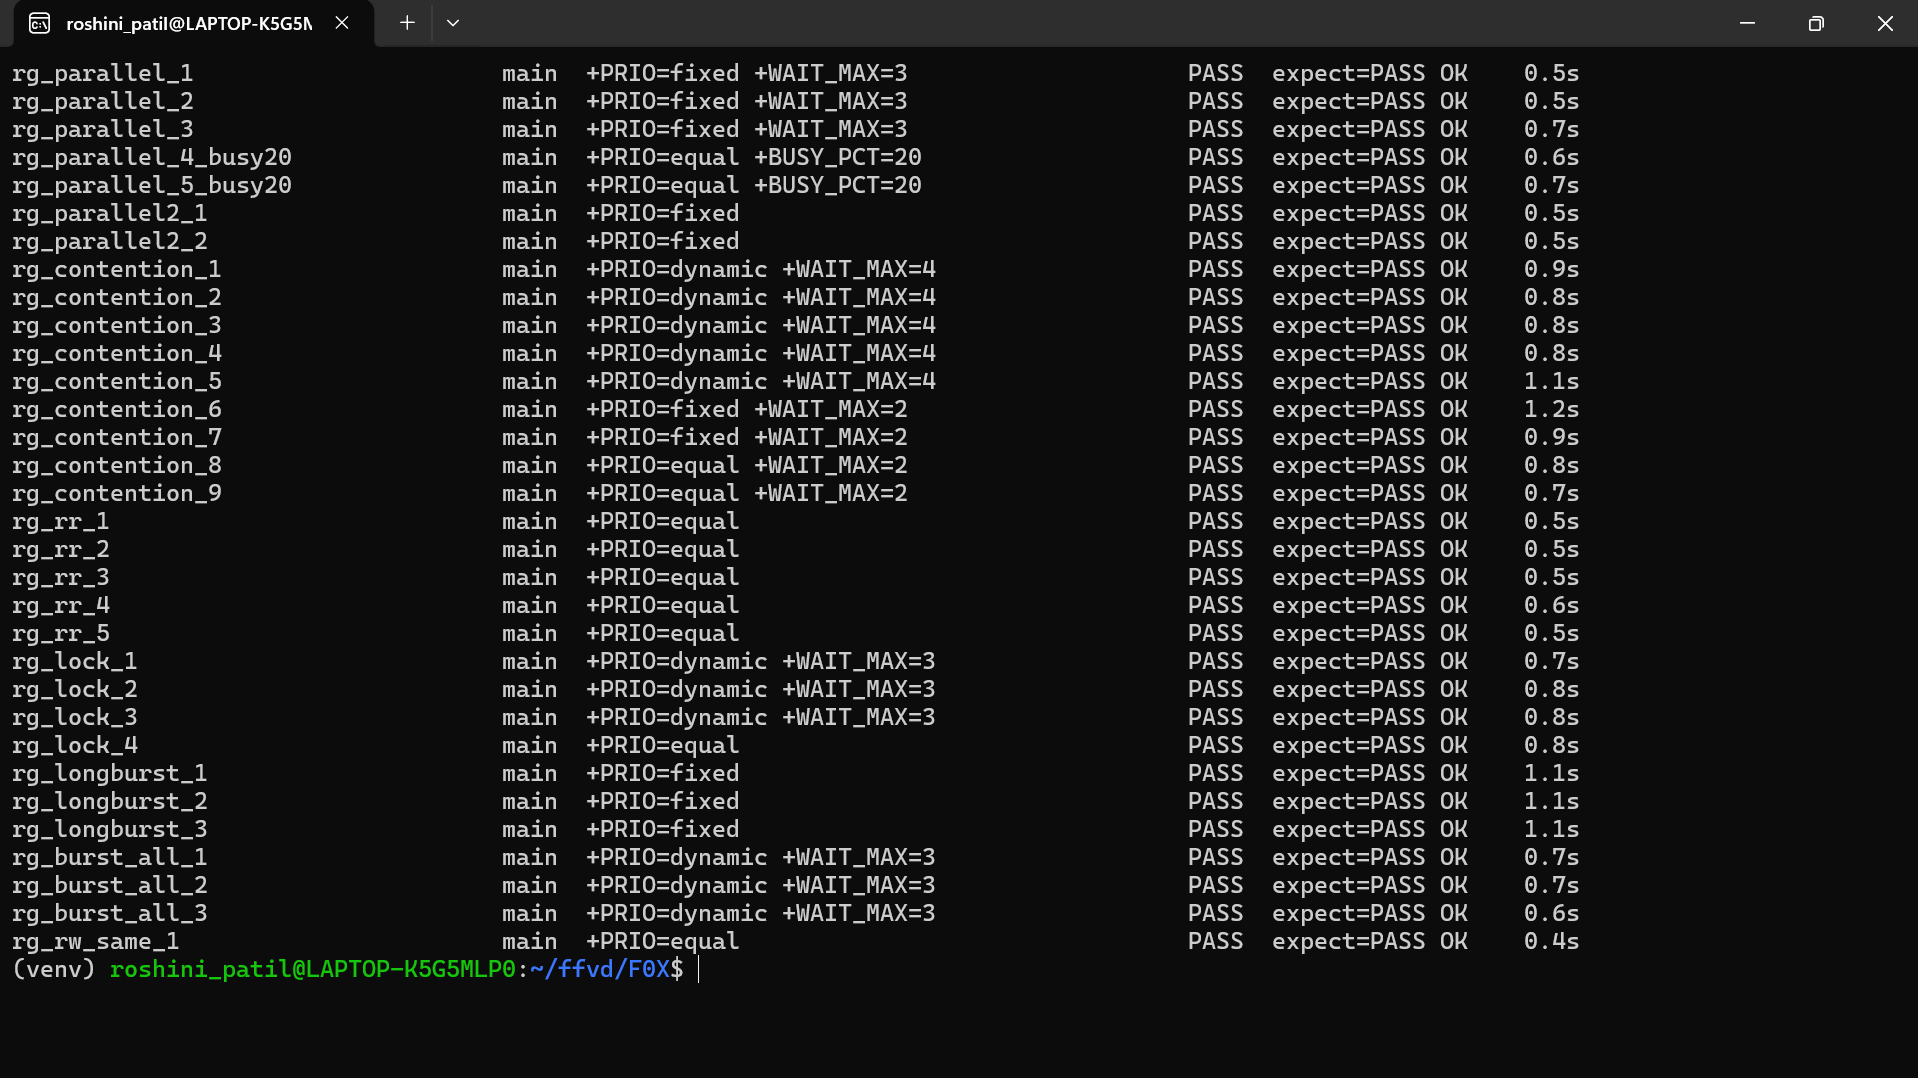 roshini_patil@LAPTOP-K5G5M
rg_parallel_1 main +PRIO=fixed +WAIT_MAX=3 PASS expect=PASS OK 0.5s
rg_parallel_2 main +PRIO=fixed +WAIT_MAX=3 PASS expect=PASS OK 0.5s
rg_parallel_3 main +PRIO=fixed +WAIT_MAX=3 PASS expect=PASS OK 0.7s
rg_parallel_4_busy20 main +PRIO=equal +BUSY_PCT=20 PASS expect=PASS OK 0.6s
rg_parallel_5_busy20 main +PRIO=equal +BUSY_PCT=20 PASS expect=PASS OK 0.7s
rg_parallel2_1 main +PRIO=fixed PASS expect=PASS OK 0.5s
rg_parallel2_2 main +PRIO=fixed PASS expect=PASS OK 0.5s
rg_contention_1 main +PRIO=dynamic +WAIT_MAX=4 PASS expect=PASS OK 0.9s
rg_contention_2 main +PRIO=dynamic +WAIT_MAX=4 PASS expect=PASS OK 0.8s
rg_contention_3 main +PRIO=dynamic +WAIT_MAX=4 PASS expect=PASS OK 0.8s
rg_contention_4 main +PRIO=dynamic +WAIT_MAX=4 PASS expect=PASS OK 0.8s
rg_contention_5 main +PRIO=dynamic +WAIT_MAX=4 PASS expect=PASS OK 1.1s
rg_contention_6 main +PRIO=fixed +WAIT_MAX=2 PASS expect=PASS OK 1.2s
rg_contention_7 main +PRIO=fixed +WAIT_MAX=2 PASS expect=PASS OK 0.9s
rg_contention_8 main +PRIO=equal +WAIT_MAX=2 PASS expect=PASS OK 0.8s
rg_contention_9 main +PRIO=equal +WAIT_MAX=2 PASS expect=PASS OK 0.7s
rg_rr_1 main +PRIO=equal PASS expect=PASS OK 0.5s
rg_rr_2 main +PRIO=equal PASS expect=PASS OK 0.5s
rg_rr_3 main +PRIO=equal PASS expect=PASS OK 0.5s
rg_rr_4 main +PRIO=equal PASS expect=PASS OK 0.6s
rg_rr_5 main +PRIO=equal PASS expect=PASS OK 0.5s
rg_lock_1 main +PRIO=dynamic +WAIT_MAX=3 PASS expect=PASS OK 0.7s
rg_lock_2 main +PRIO=dynamic +WAIT_MAX=3 PASS expect=PASS OK 0.8s
rg_lock_3 main +PRIO=dynamic +WAIT_MAX=3 PASS expect=PASS OK 0.8s
rg_lock_4 main +PRIO=equal PASS expect=PASS OK 0.8s
rg_longburst_1 main +PRIO=fixed PASS expect=PASS OK 1.1s
rg_longburst_2 main +PRIO=fixed PASS expect=PASS OK 1.1s
rg_longburst_3 main +PRIO=fixed PASS expect=PASS OK 1.1s
rg_burst_all_1 main +PRIO=dynamic +WAIT_MAX=3 PASS expect=PASS OK 0.7s
rg_burst_all_2 main +PRIO=dynamic +WAIT_MAX=3 PASS expect=PASS OK 0.7s
rg_burst_all_3 main +PRIO=dynamic +WAIT_MAX=3 PASS expect=PASS OK 0.6s
rg_rw_same_1 main +PRIO=equal PASS expect=PASS OK 0.4s
(venv) roshini_patil@LAPTOP-K5G5MLP0:~/ffvd/F0X$